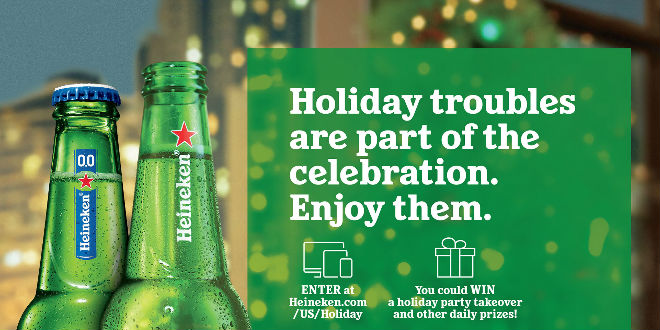 0.0
Heineken®
Heineken®
Holiday troubles
are part of the
celebration.
Enjoy them.
ENTER at
Heineken.com
/US/Holiday
You could WIN
a holiday party takeover
and other daily prizes!